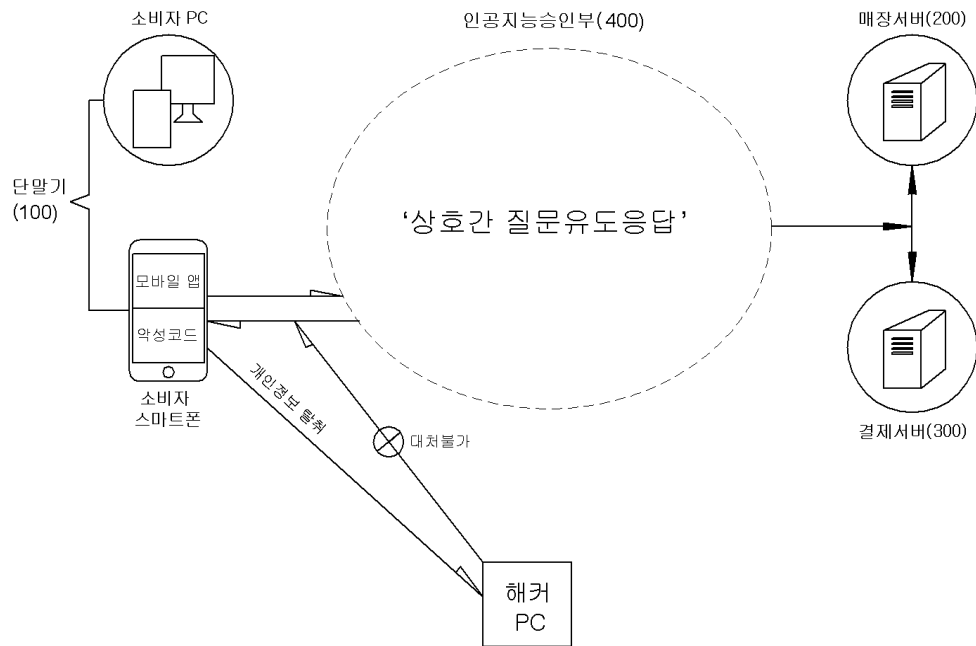 소비자 PC
인공지능승인부(400)
매장서버(200)
단말기
(100)
'상호간 질문유도응답'
모바일 앱
악성코드
소비자
스마트폰
개인정보 탈취
대처불가
결제서버(300)
해커
PC